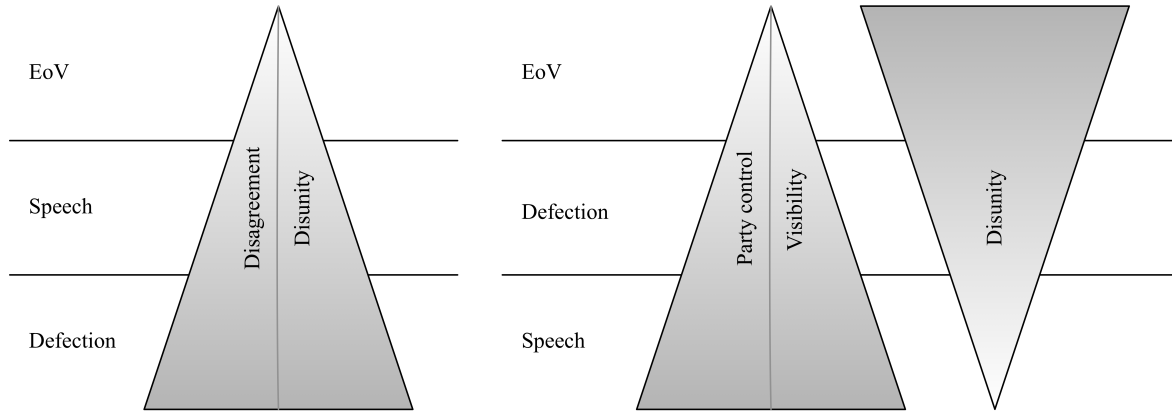 EoV
Speech
Defection
Disagreement
Disunity
EoV
Defection
Speech
Party control
Visibility
Disunity